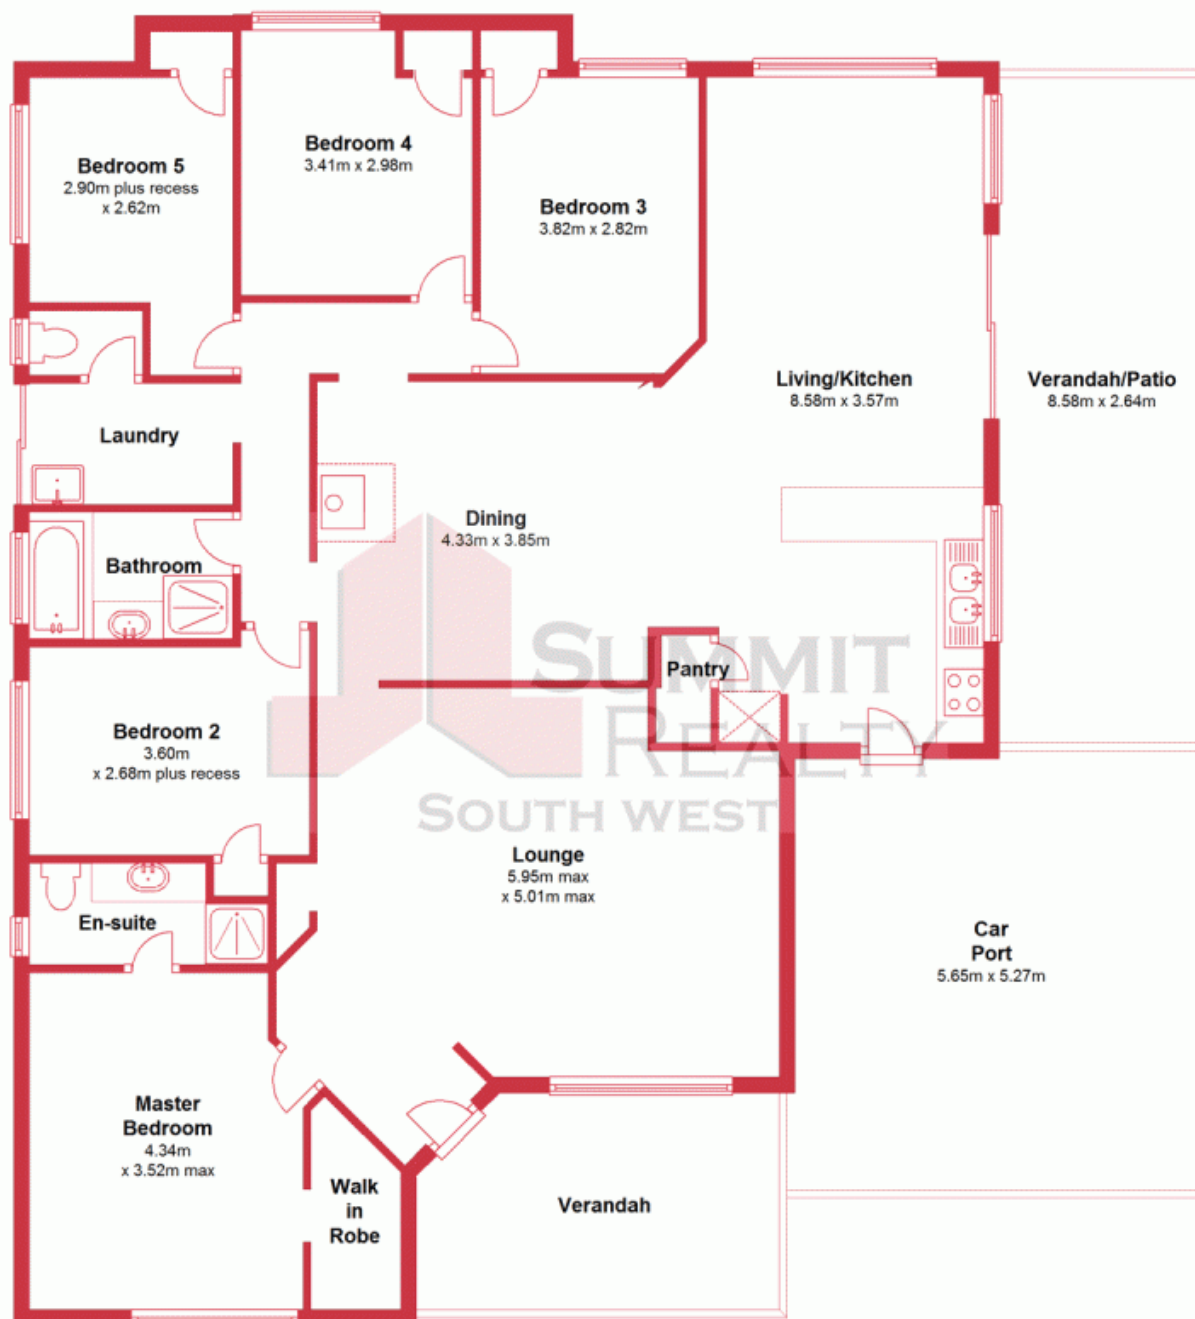 Bedroom 5
2.90m plus recess
x 2.62m
Bedroom 4
3.41m x 2.98m
Bedroom 3
3.82m x 2.82m
Living/Kitchen
8.58m x 3.57m
Verandah/Patio
8.58m x 2.64m
Laundry
Dining
4.33m x 3.85m
Bathroom
Pantry
SUMMIT
REALTY
SOUTH WEST
Bedroom 2
3.60m
x 2.68m plus recess
Lounge
5.95m max
x 5.01m max
En-suite
Car
Port
5.65m x 5.27m
Master
Bedroom
4.34m
x 3.52m max
Walk
in
Robe
Verandah